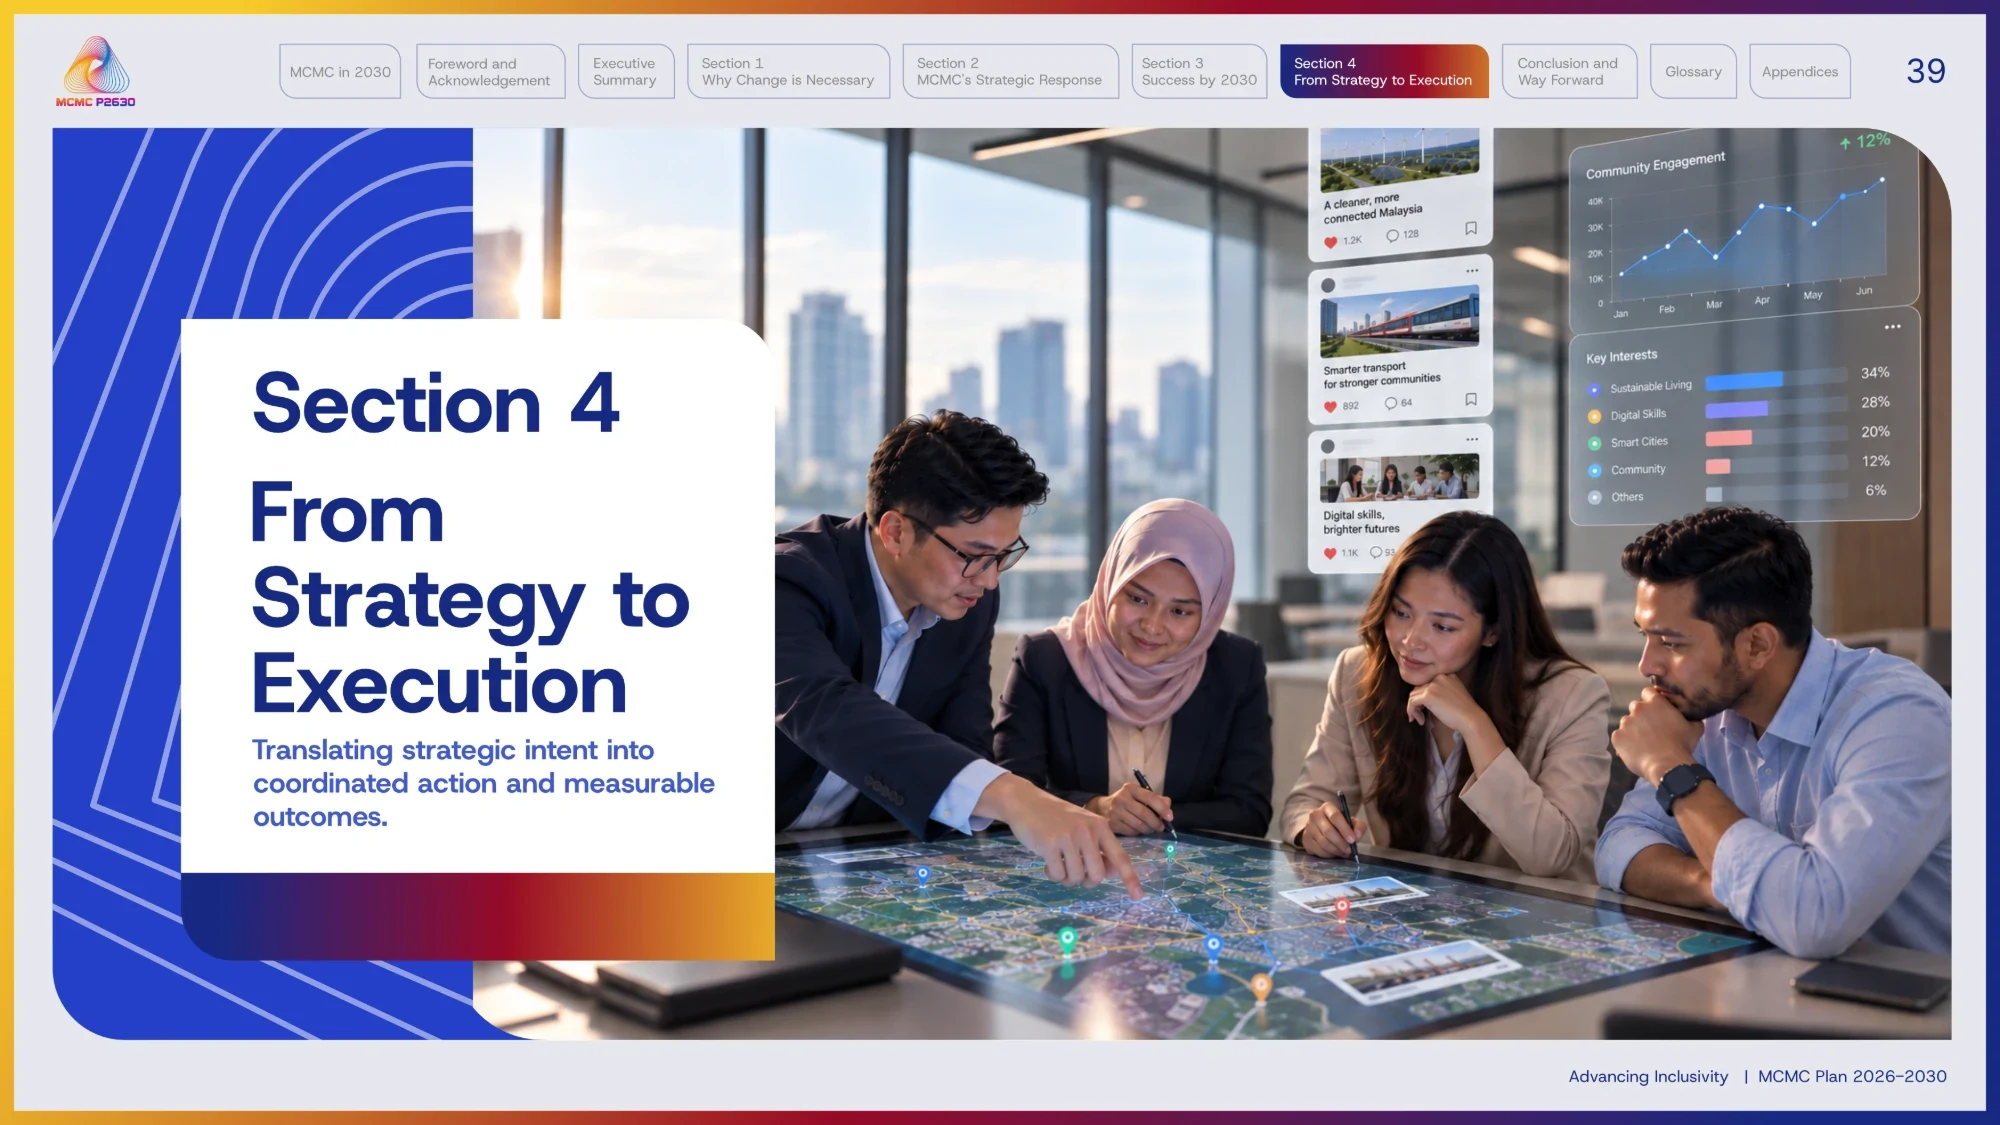 MCMC P2630
MCMC in 2030
Foreword and
Acknowledgement
Executive
Summary
Section 1
Why Change is Necessary
Section 2
MCMC's Strategic Response
Section 3
Success by 2030
Section 4
From Strategy to Execution
Conclusion and
Way Forward
Glossary
Appendices
39
Section 4
From
Strategy to
Execution
Translating strategic intent into
coordinated action and measurable
outcomes.
A cleaner, more
connected Malaysia
1.2K 128
Smarter transport
for stronger communities
892 64
Digital skills,
brighter futures
1.1K 93
Community Engagement
12%
40K
30K
20K
10K
0
Jan Feb Mar Apr May Jun
Key Interests
Sustainable Living 34%
Digital Skills 28%
Smart Cities 20%
Community 12%
Others 6%
Advancing Inclusivity | MCMC Plan 2026–2030